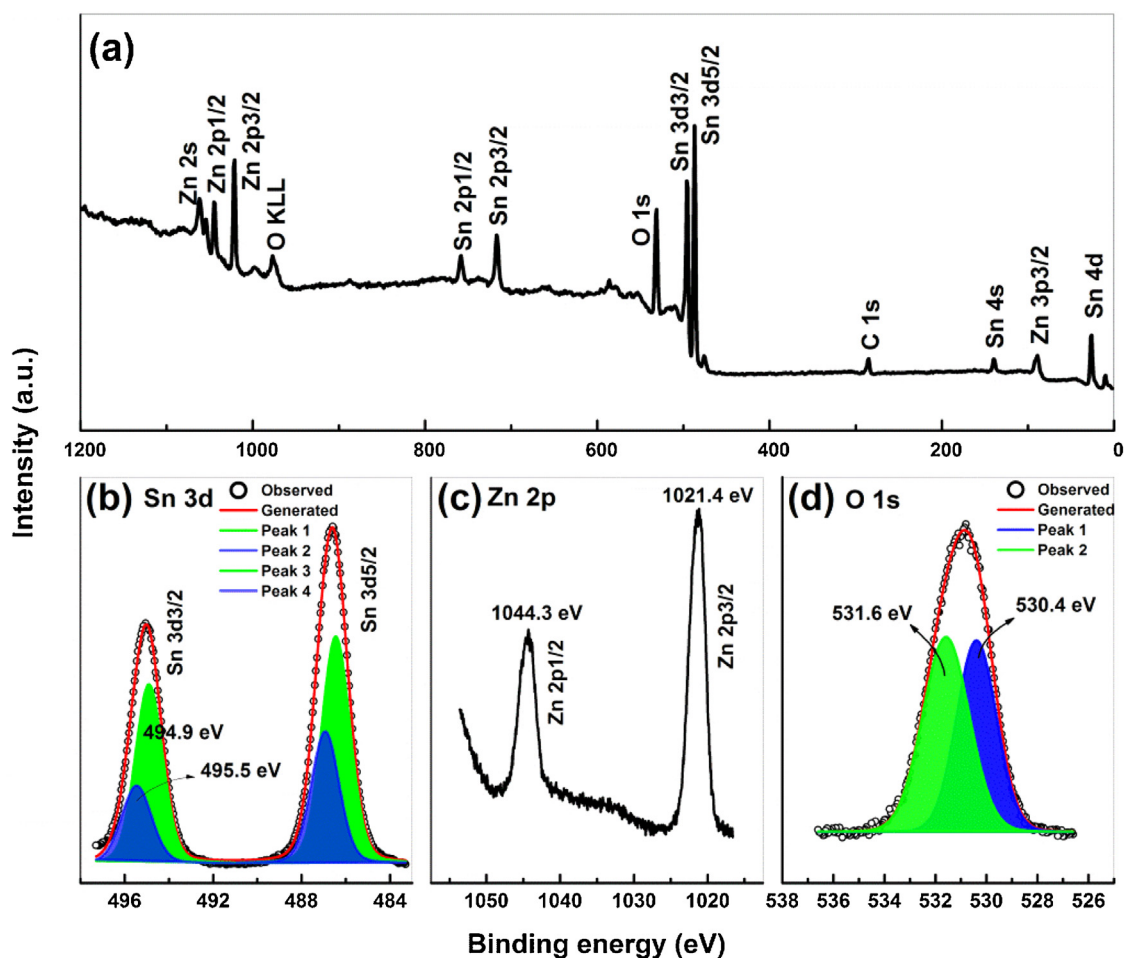 (a)
Zn 2s
Zn 2p1/2
Zn 2p3/2
O KLL
Sn 2p1/2
Sn 2p3/2
O 1s
Sn 3d3/2
Sn 3d5/2
C 1s
Sn 4s
Zn 3p3/2
Sn 4d
1200 1000 800 600 400 200 0
Intensity (a.u.)
(b) Sn 3d
Observed
Generated
Peak 1
Peak 2
Peak 3
Peak 4
Sn 3d3/2
Sn 3d5/2
494.9 eV
495.5 eV
496 492 488 484
(c) Zn 2p
1021.4 eV
1044.3 eV
Zn 2p1/2
Zn 2p3/2
1050 1040 1030 1020
(d) O 1s
Observed
Generated
Peak 1
Peak 2
531.6 eV
530.4 eV
538 536 534 532 530 528 526
Binding energy (eV)